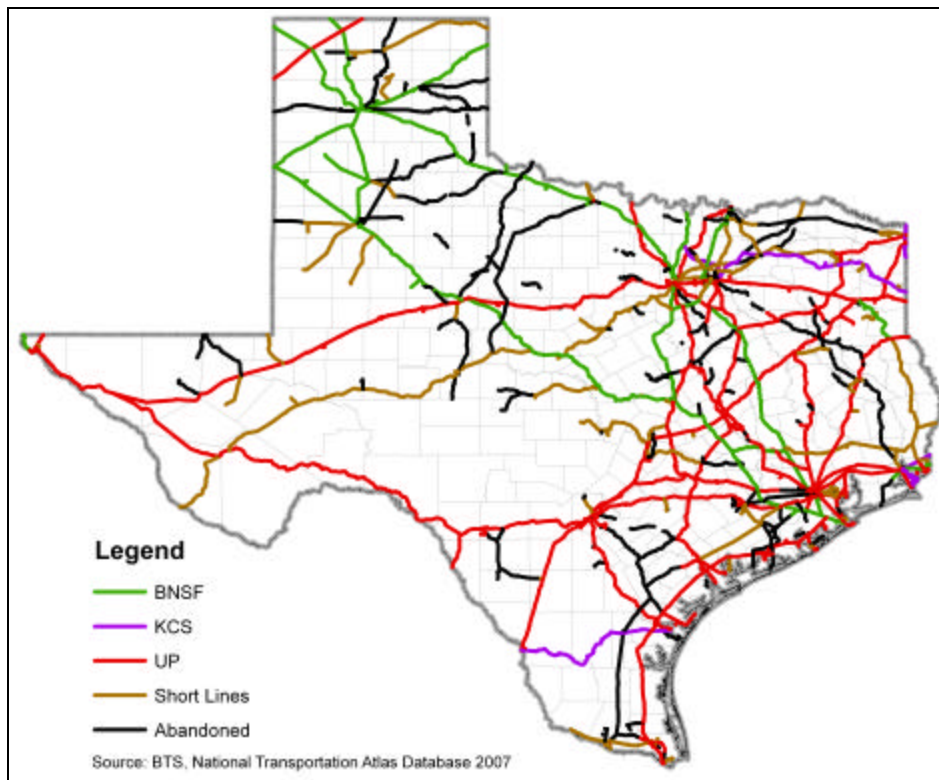 Legend
BNSF
KCS
UP
Short Lines
Abandoned
Source: BTS, National Transportation Atlas Database 2007